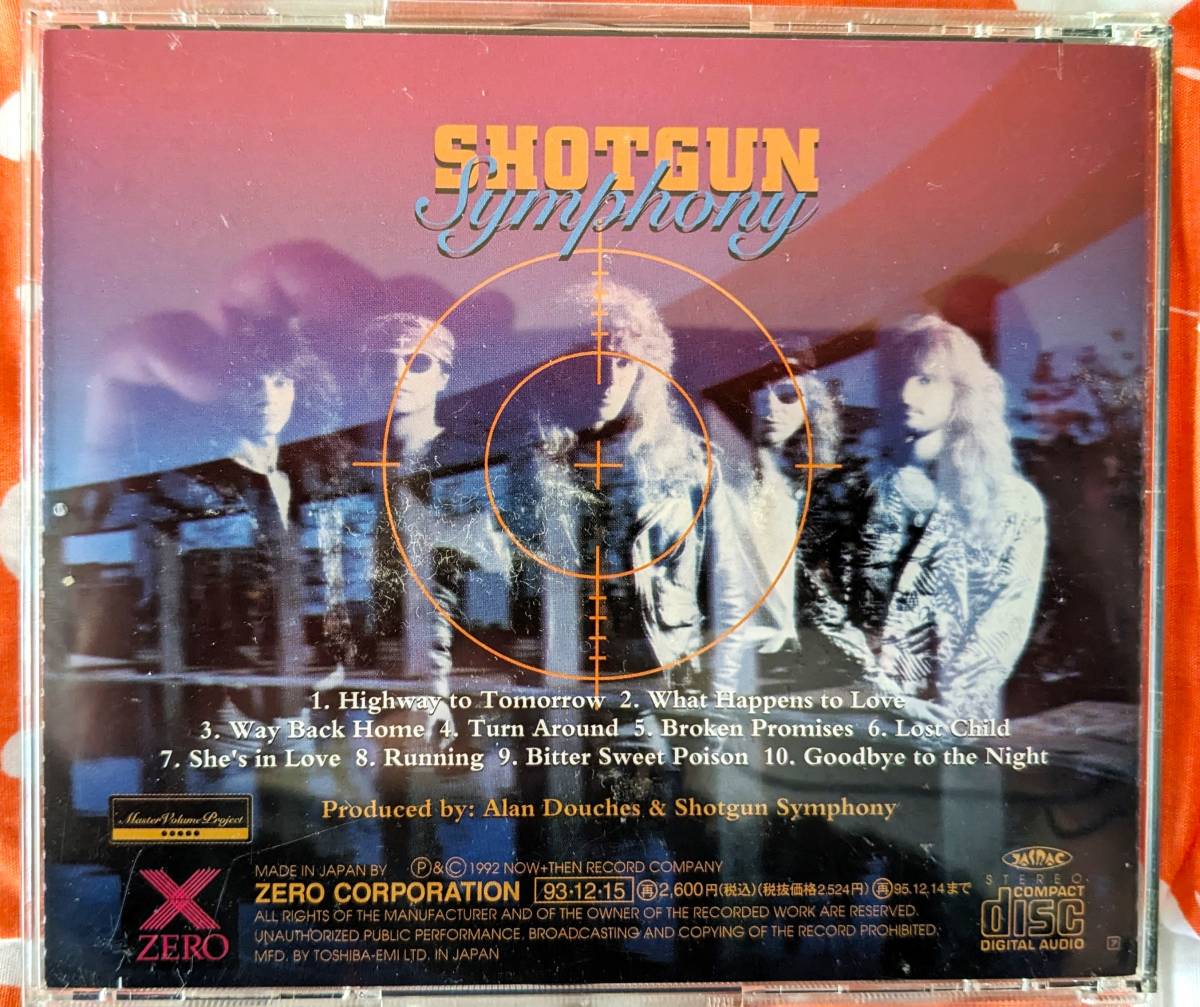 SHOTGUN
Symphony
1. Highway to Tomorrow 2. What Happens to Love
3. Way Back Home 4. Turn Around 5. Broken Promises 6. Lost Child
7. She's in Love 8. Running 9. Bitter Sweet Poison 10. Goodbye to the Night
Produced by: Alan Douches & Shotgun Symphony
Master Volume Project
ZERO
MADE IN JAPAN BY Ⓟ&Ⓒ1992 NOW+THEN RECORD COMPANY
ZERO CORPORATION 93·12·15 再2,600円(税込)(税抜価格2,524円) 再95.12.14まで
ALL RIGHTS OF THE MANUFACTURER AND OF THE OWNER OF THE RECORDED WORK ARE RESERVED.
UNAUTHORIZED PUBLIC PERFORMANCE, BROADCASTING AND COPYING OF THE RECORD PROHIBITED.
MFD. BY TOSHIBA-EMI LTD. IN JAPAN
JASRAC
STEREO
COMPACT
disc
DIGITAL AUDIO
ア